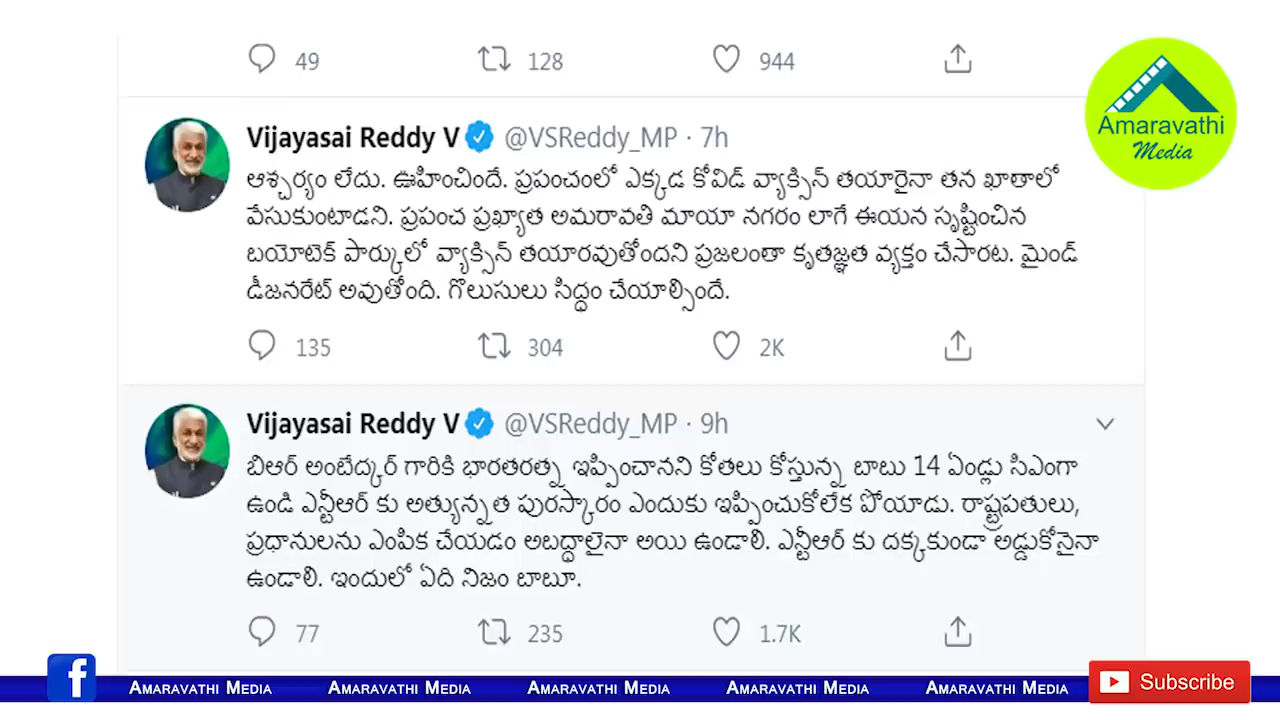 49 128 944
Amaravathi
Media
Vijayasai Reddy V @VSReddy_MP · 7h
ఆశ్చర్యం లేదు. ఊహించిందే. ప్రపంచంలో ఎక్కడ కోవిడ్ వ్యాక్సిన్ తయారైనా తన ఖాతాలో
వేసుకుంటాడని. ప్రపంచ ప్రఖ్యాత అమరావతి మాయా నగరం లాగే ఈయన సృష్టించిన
బయోటెక్ పార్కులో వ్యాక్సిన్ తయారవుతోందని ప్రజలంతా కృతజ్ఞత వ్యక్తం చేసారట. మైండ్
డీజనరేట్ అవుతోంది. గొలుసులు సిద్ధం చేయాల్సిందే.
135 304 2K
Vijayasai Reddy V @VSReddy_MP · 9h
బిఆర్ అంబేద్కర్ గారికి భారతరత్న ఇప్పించానని కోతలు కోస్తున్న బాబు 14 ఏండ్లు సిఎంగా
ఉండి ఎన్టీఆర్ కు అత్యున్నత పురస్కారం ఎందుకు ఇప్పించుకోలేక పోయాడు. రాష్ట్రపతులు,
ప్రధానులను ఎంపిక చేయడం అబద్ధాలైనా అయి ఉండాలి. ఎన్టీఆర్ కు దక్కకుండా అడ్డుకోనైనా
ఉండాలి. ఇందులో ఏది నిజం బాబూ.
77 235 1.7K
f Amaravathi Media Amaravathi Media Amaravathi Media Amaravathi Media Amaravathi Media Subscribe